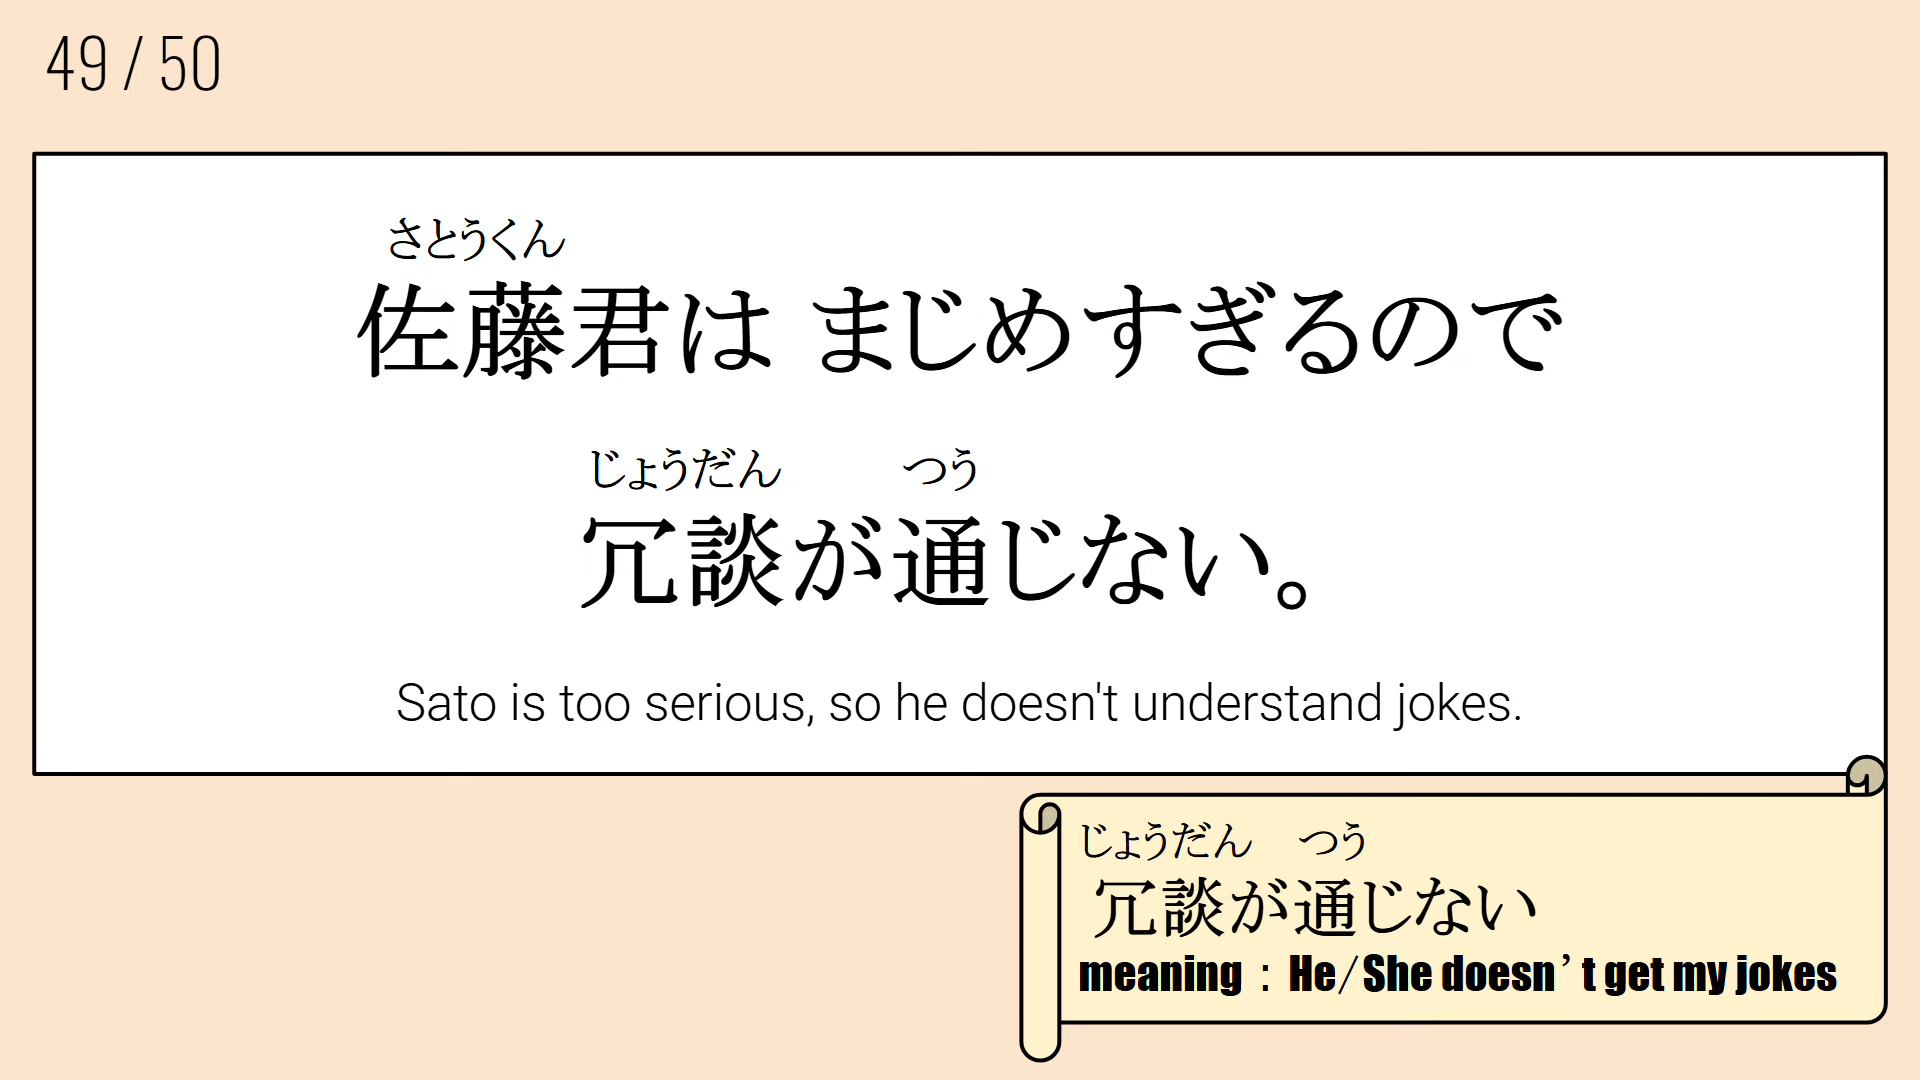 49 / 50
さとうくん
佐藤君は まじめすぎるので
じょうだん つう
冗談が通じない。
Sato is too serious, so he doesn't understand jokes.
じょうだん つう
冗談が通じない
meaning : He/She doesn't get my jokes